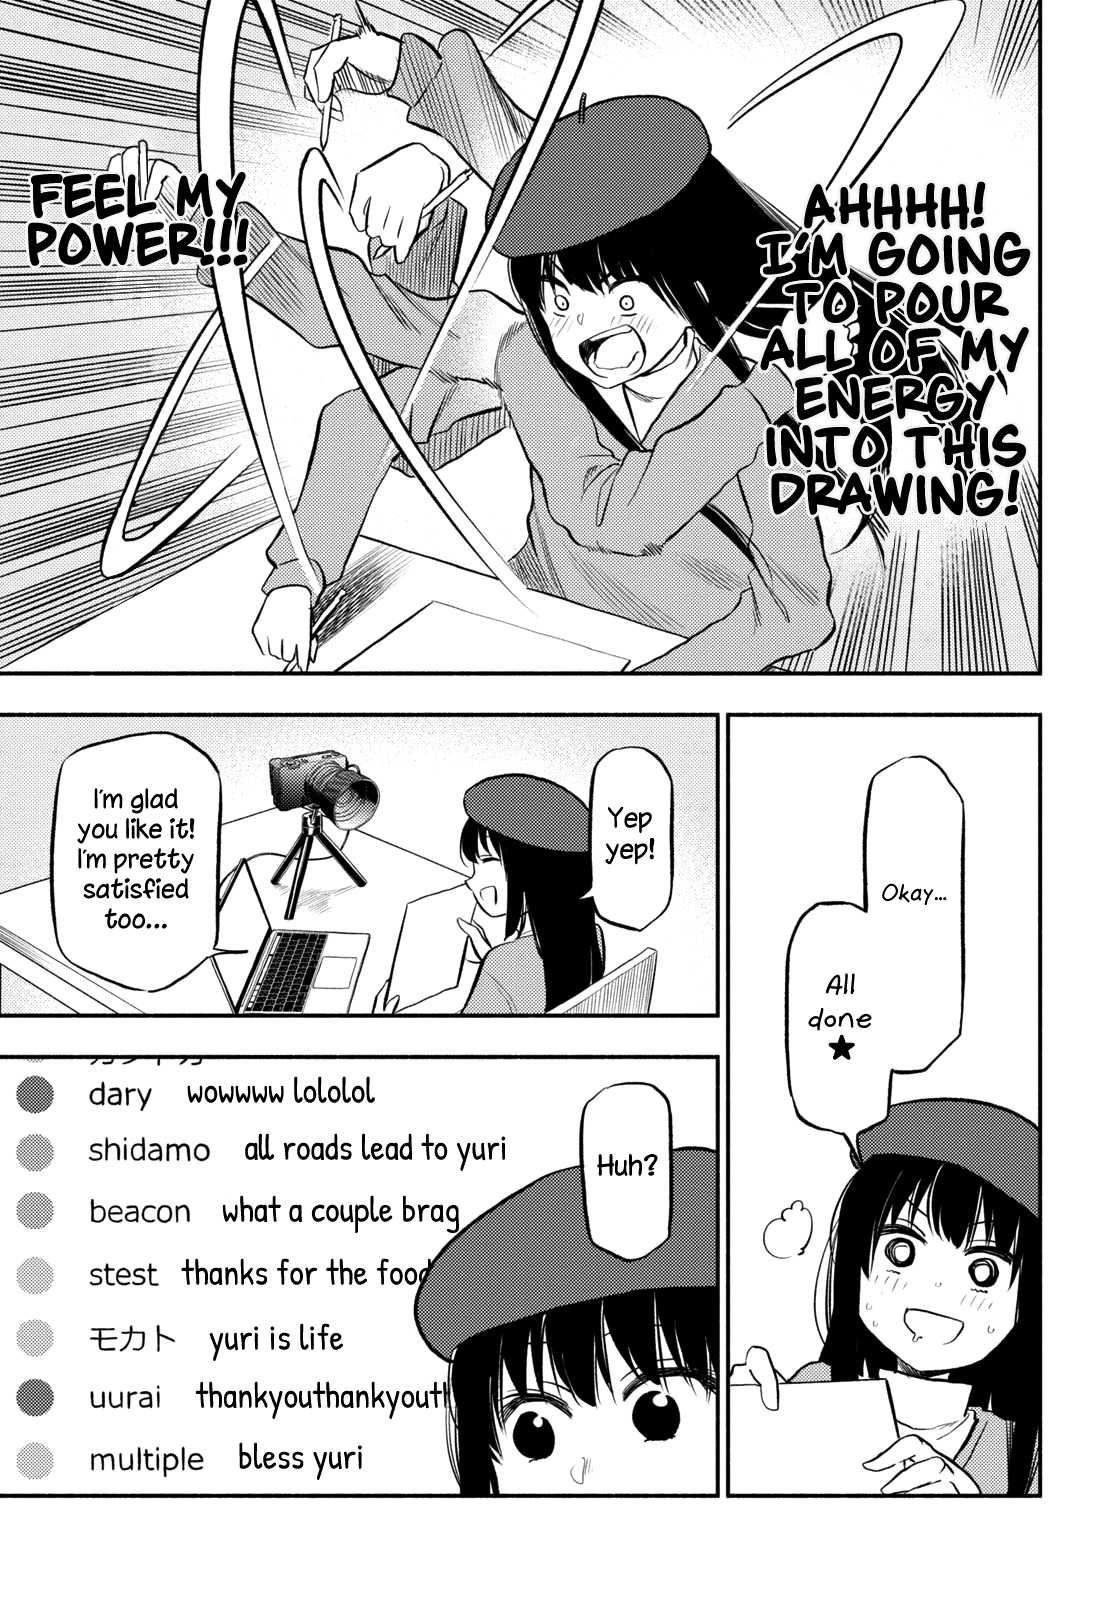 AHHHH!
I'M GOING
TO POUR
ALL OF MY
ENERGY
INTO THIS
DRAWING!
FEEL MY
POWER!!!
Okay...
All
done
★
Yep
yep!
I'm glad
you like it!
I'm pretty
satisfied
too...
Huh?
dary wowwww lololol
shidamo all roads lead to yuri
beacon what a couple brag
stest thanks for the food
モカト yuri is life
uurai thankyouthankyouth
multiple bless yuri